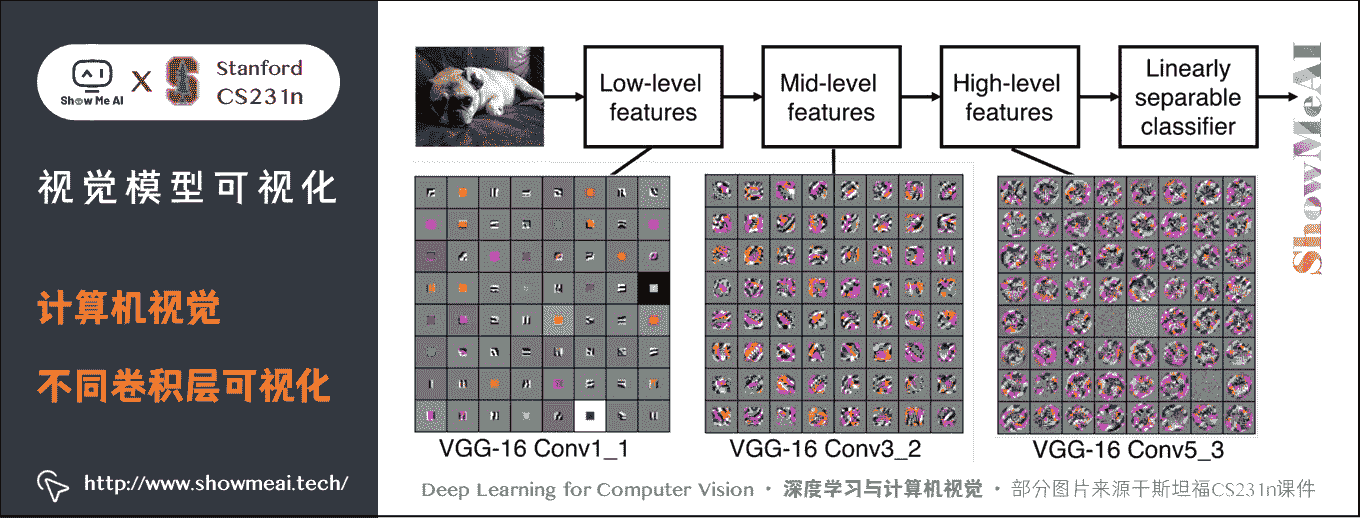 Show Me AI
X
Stanford
CS231n
视觉模型可视化
计算机视觉
不同卷积层可视化
http://www.showmeai.tech/
Low-level
features
Mid-level
features
High-level
features
Linearly
separable
classifier
ShowMeAI
VGG-16 Conv1_1
VGG-16 Conv3_2
VGG-16 Conv5_3
Deep Learning for Computer Vision · 深度学习与计算机视觉 · 部分图片来源于斯坦福CS231n课件